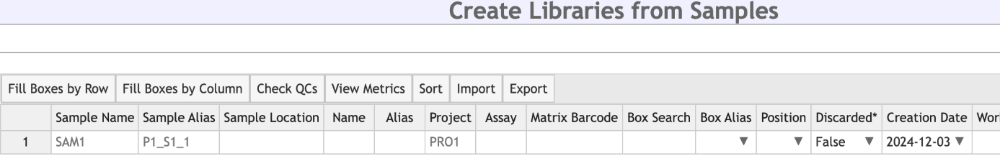 Create Libraries from Samples
Fill Boxes by Row Fill Boxes by Column Check QCs View Metrics Sort Import Export
Sample Name Sample Alias Sample Location Name Alias Project Assay Matrix Barcode Box Search Box Alias Position Discarded* Creation Date Wor
1 SAM1 P1_S1_1 PRO1 ▼ ▼ False ▼ 2024-12-03 ▼